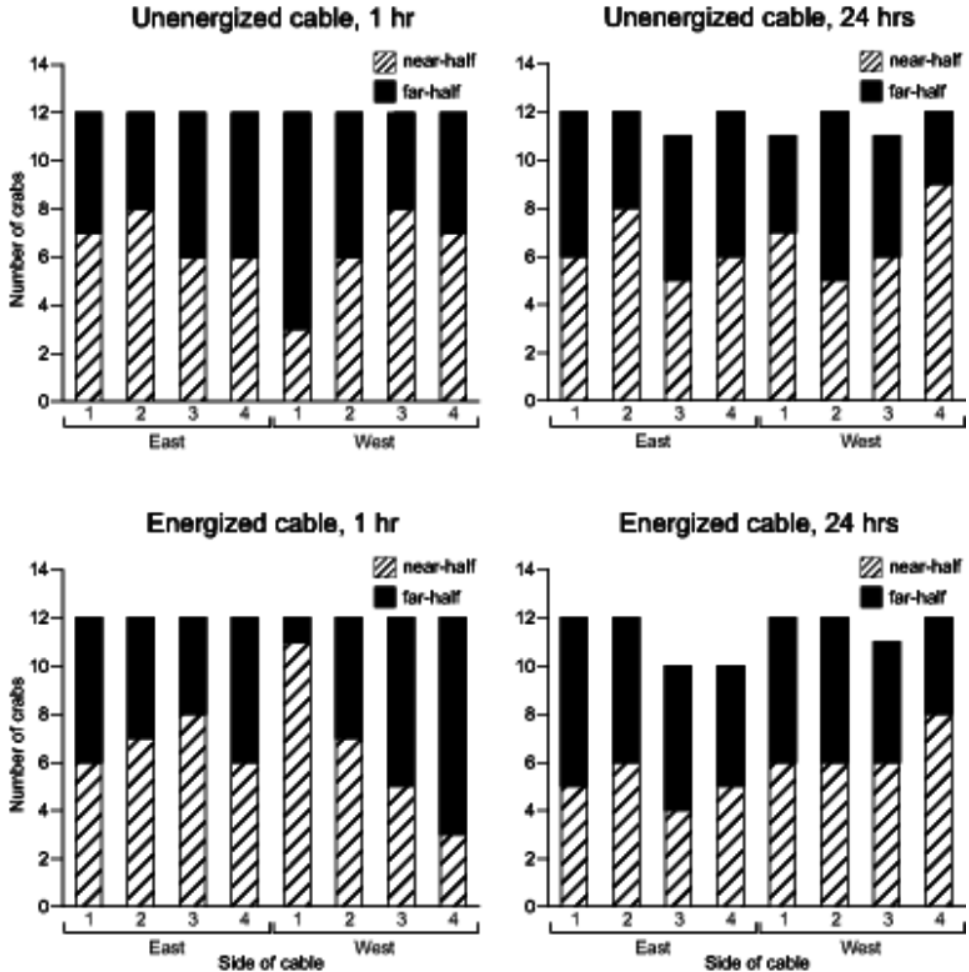 Unenergized cable, 1 hr
near-half
far-half
Number of crabs
14
12
10
8
6
4
2
0
1 2 3 4 1 2 3 4
East West
Unenergized cable, 24 hrs
near-half
far-half
14
12
10
8
6
4
2
0
1 2 3 4 1 2 3 4
East West
Energized cable, 1 hr
near-half
far-half
Number of crabs
14
12
10
8
6
4
2
0
1 2 3 4 1 2 3 4
East West
Side of cable
Energized cable, 24 hrs
near-half
far-half
14
12
10
8
6
4
2
0
1 2 3 4 1 2 3 4
East West
Side of cable